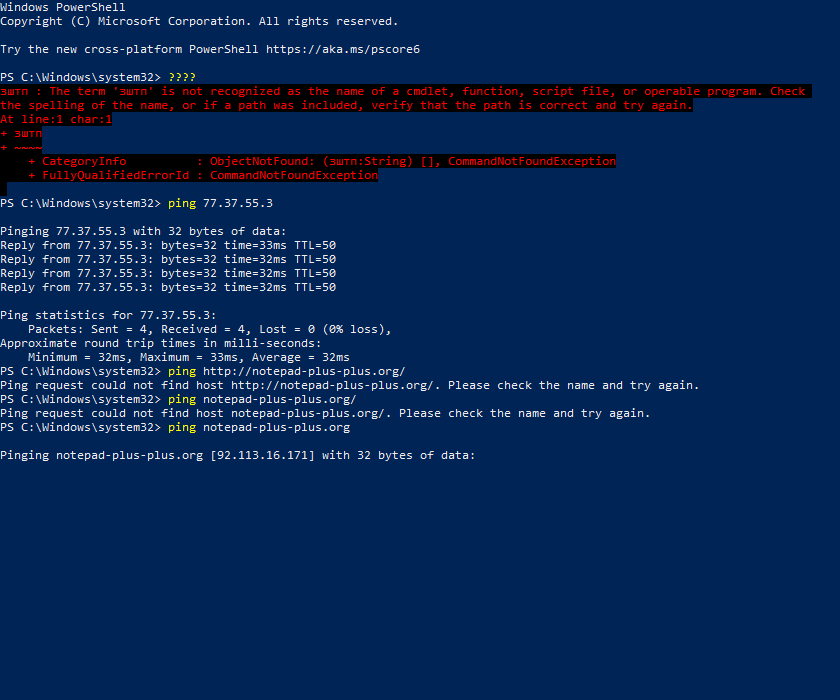 Windows PowerShell
Copyright (C) Microsoft Corporation. All rights reserved.
Try the new cross-platform PowerShell https://aka.ms/pscore6
PS C:\Windows\system32> ????
зштп : The term 'зштп' is not recognized as the name of a cmdlet, function, script file, or operable program. Check
the spelling of the name, or if a path was included, verify that the path is correct and try again.
At line:1 char:1
+ зштп
+ ~~~~
    + CategoryInfo          : ObjectNotFound: (зштп:String) [], CommandNotFoundException
    + FullyQualifiedErrorId : CommandNotFoundException
PS C:\Windows\system32> ping 77.37.55.3
Pinging 77.37.55.3 with 32 bytes of data:
Reply from 77.37.55.3: bytes=32 time=33ms TTL=50
Reply from 77.37.55.3: bytes=32 time=32ms TTL=50
Reply from 77.37.55.3: bytes=32 time=32ms TTL=50
Reply from 77.37.55.3: bytes=32 time=32ms TTL=50
Ping statistics for 77.37.55.3:
    Packets: Sent = 4, Received = 4, Lost = 0 (0% loss),
Approximate round trip times in milli-seconds:
    Minimum = 32ms, Maximum = 33ms, Average = 32ms
PS C:\Windows\system32> ping http://notepad-plus-plus.org/
Ping request could not find host http://notepad-plus-plus.org/. Please check the name and try again.
PS C:\Windows\system32> ping notepad-plus-plus.org/
Ping request could not find host notepad-plus-plus.org/. Please check the name and try again.
PS C:\Windows\system32> ping notepad-plus-plus.org
Pinging notepad-plus-plus.org [92.113.16.171] with 32 bytes of data: